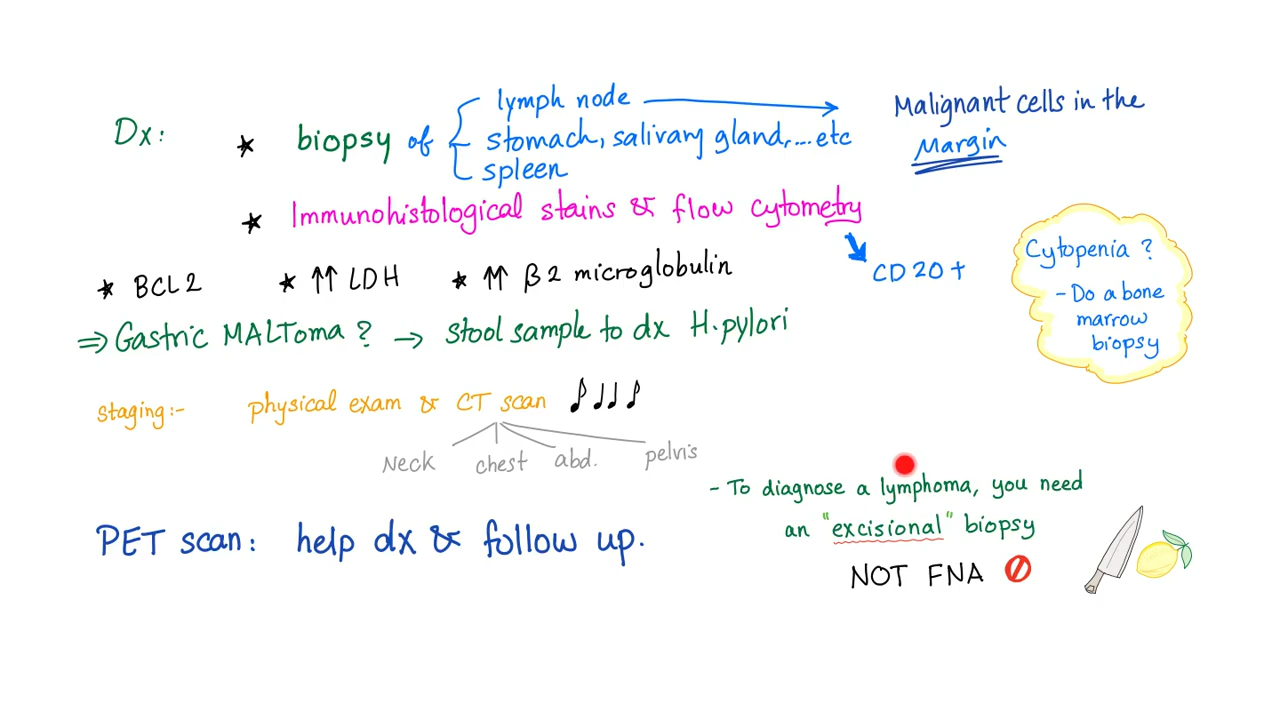 Dx:
★ biopsy of { lymph node →
stomach, salivary gland,... etc
spleen
Malignant cells in the
Margin
★ Immunohistological stains & flow cytometry
CD 20 +
★ BCL2 ★ ↑↑ LDH ★ ↑↑ β2 microglobulin
⇒ Gastric MALToma ? → stool sample to dx H.pylori
Cytopenia ?
- Do a bone
marrow
biopsy
staging:- physical exam & CT scan ♪♩♩♪
Neck chest abd. pelvis
- To diagnose a lymphoma, you need
an "excisional" biopsy
NOT FNA
PET scan: help dx & follow up.